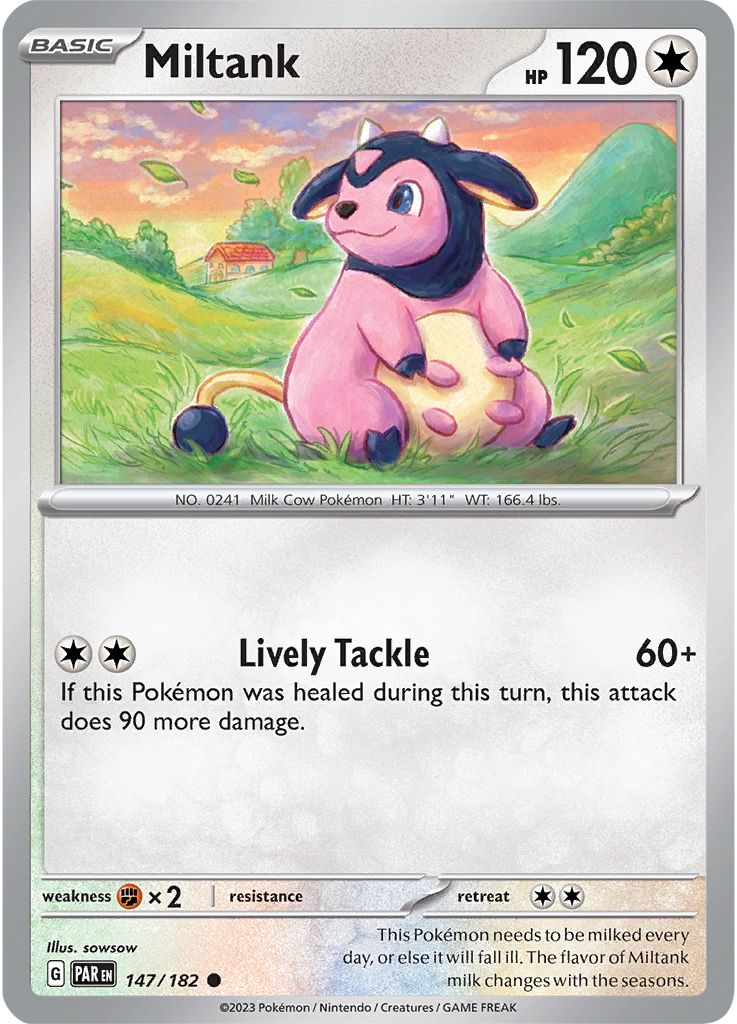 BASIC
Miltank
HP 120
NO. 0241 Milk Cow Pokémon HT: 3'11" WT: 166.4 lbs.
Lively Tackle 60+
If this Pokémon was healed during this turn, this attack
does 90 more damage.
weakness ×2 resistance retreat
Illus. sowsow
This Pokémon needs to be milked every
day, or else it will fall ill. The flavor of Miltank
milk changes with the seasons.
G PAR EN 147/182
©2023 Pokémon / Nintendo / Creatures / GAME FREAK